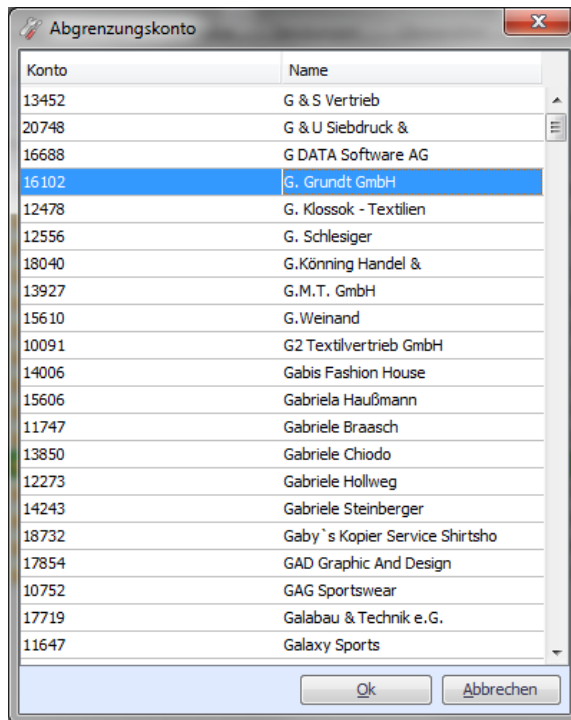 Abgrenzungskonto
Konto Name
13452 G & S Vertrieb
20748 G & U Siebdruck &
16688 G DATA Software AG
16102 G. Grundt GmbH
12478 G. Klossok - Textilien
12556 G. Schlesiger
18040 G.Könning Handel &
13927 G.M.T. GmbH
15610 G.Weinand
10091 G2 Textilvertrieb GmbH
14006 Gabis Fashion House
15606 Gabriela Haußmann
11747 Gabriele Braasch
13850 Gabriele Chiodo
12273 Gabriele Hollweg
14243 Gabriele Steinberger
18732 Gaby`s Kopier Service Shirtsho
17854 GAD Graphic And Design
10752 GAG Sportswear
17719 Galabau & Technik e.G.
11647 Galaxy Sports
Ok Abbrechen